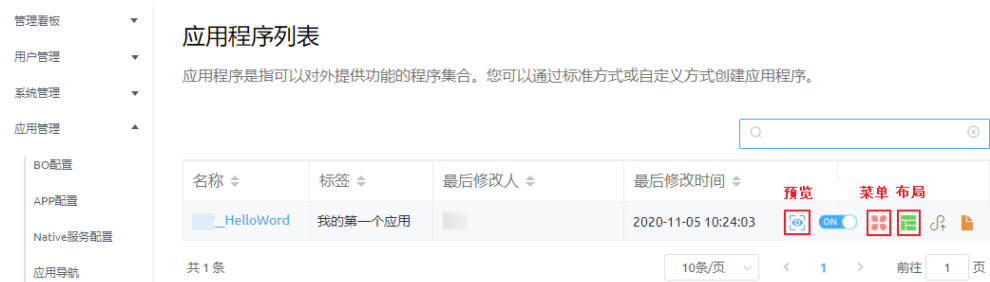 管理看板
用户管理
系统管理
应用管理
BO配置
APP配置
Native服务配置
应用导航
应用程序列表
应用程序是指可以对外提供功能的程序集合。您可以通过标准方式或自定义方式创建应用程序。
名称 标签 最后修改人 最后修改时间
预览 菜单 布局
__HelloWord 我的第一个应用 2020-11-05 10:24:03 ON
共 1 条 10条/页 1 前往 1 页